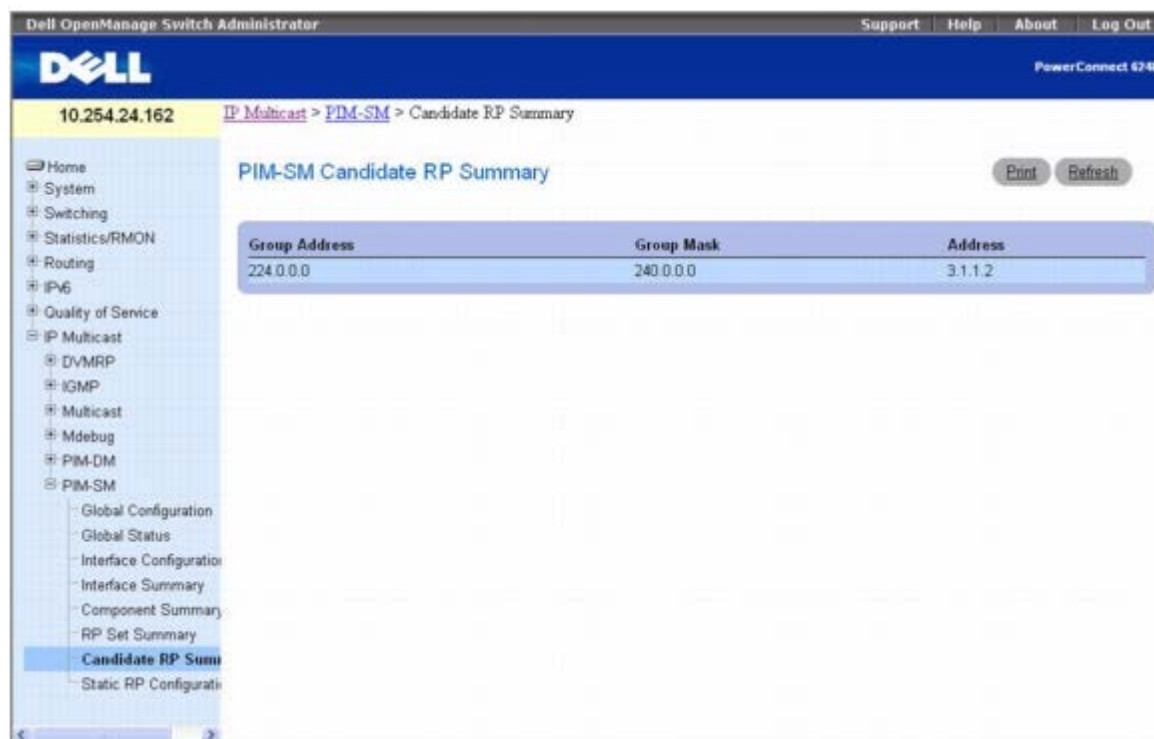 Dell OpenManage Switch Administrator Support Help About Log Out
DELL
PowerConnect 624
10.254.24.162
IP Multicast > PIM-SM > Candidate RP Summary
Home
System
Switching
Statistics/RMON
Routing
IPv6
Quality of Service
IP Multicast
DVMRP
IGMP
Multicast
Mdebug
PIM-DM
PIM-SM
Global Configuration
Global Status
Interface Configuration
Interface Summary
Component Summary
RP Set Summary
Candidate RP Sum
Static RP Configurati
PIM-SM Candidate RP Summary
Print Refresh
Group Address Group Mask Address
224.0.0.0 240.0.0.0 3.1.1.2